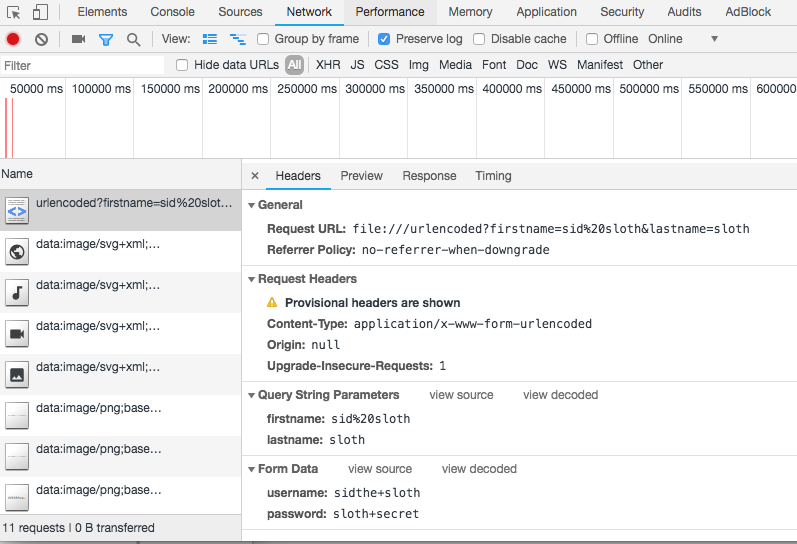 Elements Console Sources Network Performance Memory Application Security Audits AdBlock
View: Group by frame Preserve log Disable cache Offline Online
Filter Hide data URLs All XHR JS CSS Img Media Font Doc WS Manifest Other
50000 ms 100000 ms 150000 ms 200000 ms 250000 ms 300000 ms 350000 ms 400000 ms 450000 ms 500000 ms 550000 ms 600000
Name
× Headers Preview Response Timing
urlencoded?firstname=sid%20slot…
data:image/svg+xml;…
data:image/svg+xml;…
data:image/svg+xml;…
data:image/svg+xml;…
data:image/png;base…
data:image/png;base…
data:image/png;base…
11 requests | 0 B transferred
General
Request URL: file:///urlencoded?firstname=sid%20sloth&lastname=sloth
Referrer Policy: no-referrer-when-downgrade
Request Headers
Provisional headers are shown
Content-Type: application/x-www-form-urlencoded
Origin: null
Upgrade-Insecure-Requests: 1
Query String Parameters view source view decoded
firstname: sid%20sloth
lastname: sloth
Form Data view source view decoded
username: sidthe+sloth
password: sloth+secret